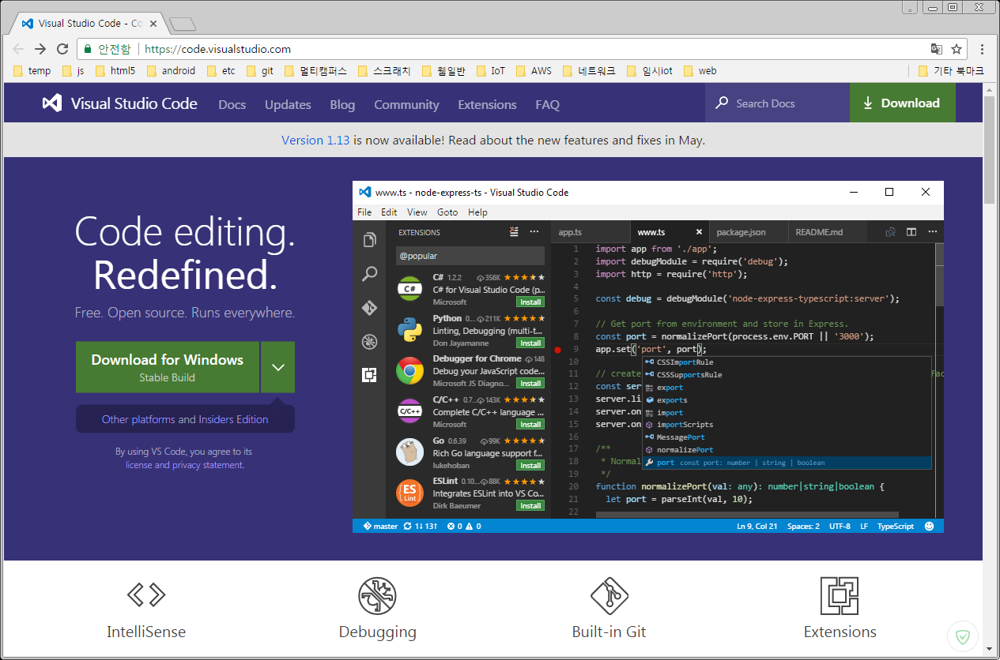 Visual Studio Code - Co
안전함 https://code.visualstudio.com
temp js html5 android etc git 멀티캠퍼스 스크래치 웹일반 IoT AWS 네트워크 임시iot web 기타 북마크
Visual Studio Code Docs Updates Blog Community Extensions FAQ Search Docs Download
Version 1.13 is now available! Read about the new features and fixes in May.
Code editing.
Redefined.
Free. Open source. Runs everywhere.
Download for Windows
Stable Build
Other platforms and Insiders Edition
By using VS Code, you agree to its
license and privacy statement.
www.ts - node-express-ts - Visual Studio Code
File Edit View Goto Help
EXTENSIONS
@popular
C# 1.2.2 356K
C#
C# for Visual Studio Code (p...
Microsoft Install
Python 0... 211K
Linting, Debugging (multi-t...
Don Jayamanne Install
Debugger for Chrome 148
Debug your JavaScript code...
Microsoft JS Diagno... Install
C/C++ 0.7... 143K
C/C++
Complete C/C++ language ...
Microsoft Install
Go 0.6.39 99K
Rich Go language support f...
lukehoban Install
ESLint 0.10... 88K
ES
Lint
Integrates ESLint into VS Co...
Dirk Baeumer Install
app.ts www.ts package.json README.md
1 import app from './app';
2 import debugModule = require('debug');
3 import http = require('http');
4
5 const debug = debugModule('node-express-typescript:server');
6
7 // Get port from environment and store in Express.
8 const port = normalizePort(process.env.PORT || '3000');
9 app.set('port', port);
10
11 // create
12 const ser
13 server.li
14 server.on
15 server.on
16
17 /**
18 * Normal
19 */
20 function normalizePort(val: any): number|string|boolean {
21 let port = parseInt(val, 10);
22
CSSImportRule
CSSSupportsRule
export
exports
import
importScripts
MessagePort
normalizePort
port const port: number | string | boolean
master 1↓ 13↑ 0 0 Ln 9, Col 21 Spaces: 2 UTF-8 LF TypeScript
IntelliSense Debugging Built-in Git Extensions